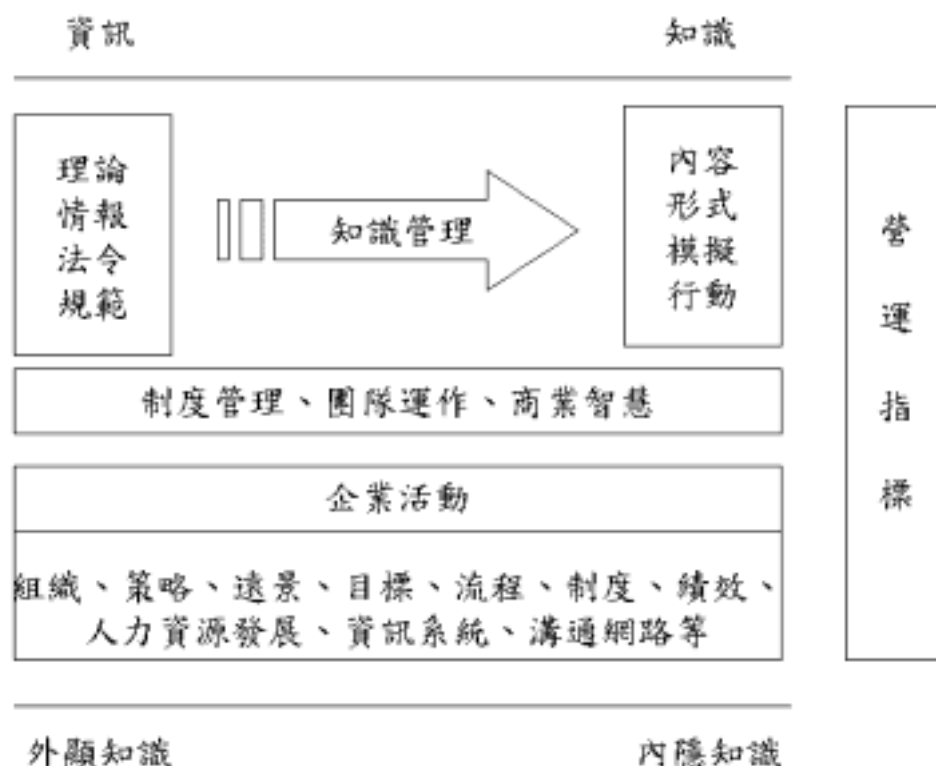 資訊
知識
理論
情報
法令
規範
知識管理
內容
形式
模擬
行動
營
運
指
標
制度管理、團隊運作、商業智慧
企業活動
組織、策略、遠景、目標、流程、制度、績效、
人力資源發展、資訊系統、溝通網路等
外顯知識
內隱知識